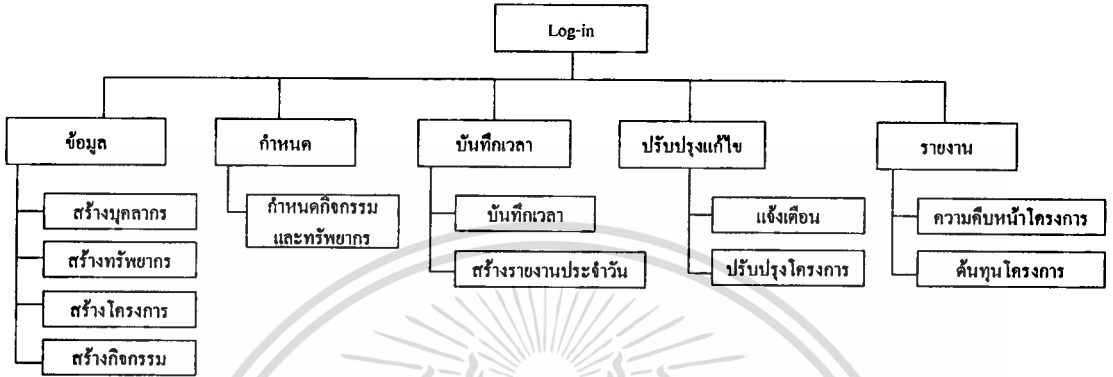 Log-in
ข้อมูล
กำหนด
บันทึกเวลา
ปรับปรุงแก้ไข
รายงาน
สร้างบุคลากร
สร้างทรัพยากร
สร้างโครงการ
สร้างกิจกรรม
กำหนดกิจกรรม
และทรัพยากร
บันทึกเวลา
สร้างรายงานประจำวัน
แจ้งเตือน
ปรับปรุงโครงการ
ความคืบหน้าโครงการ
ต้นทุนโครงการ